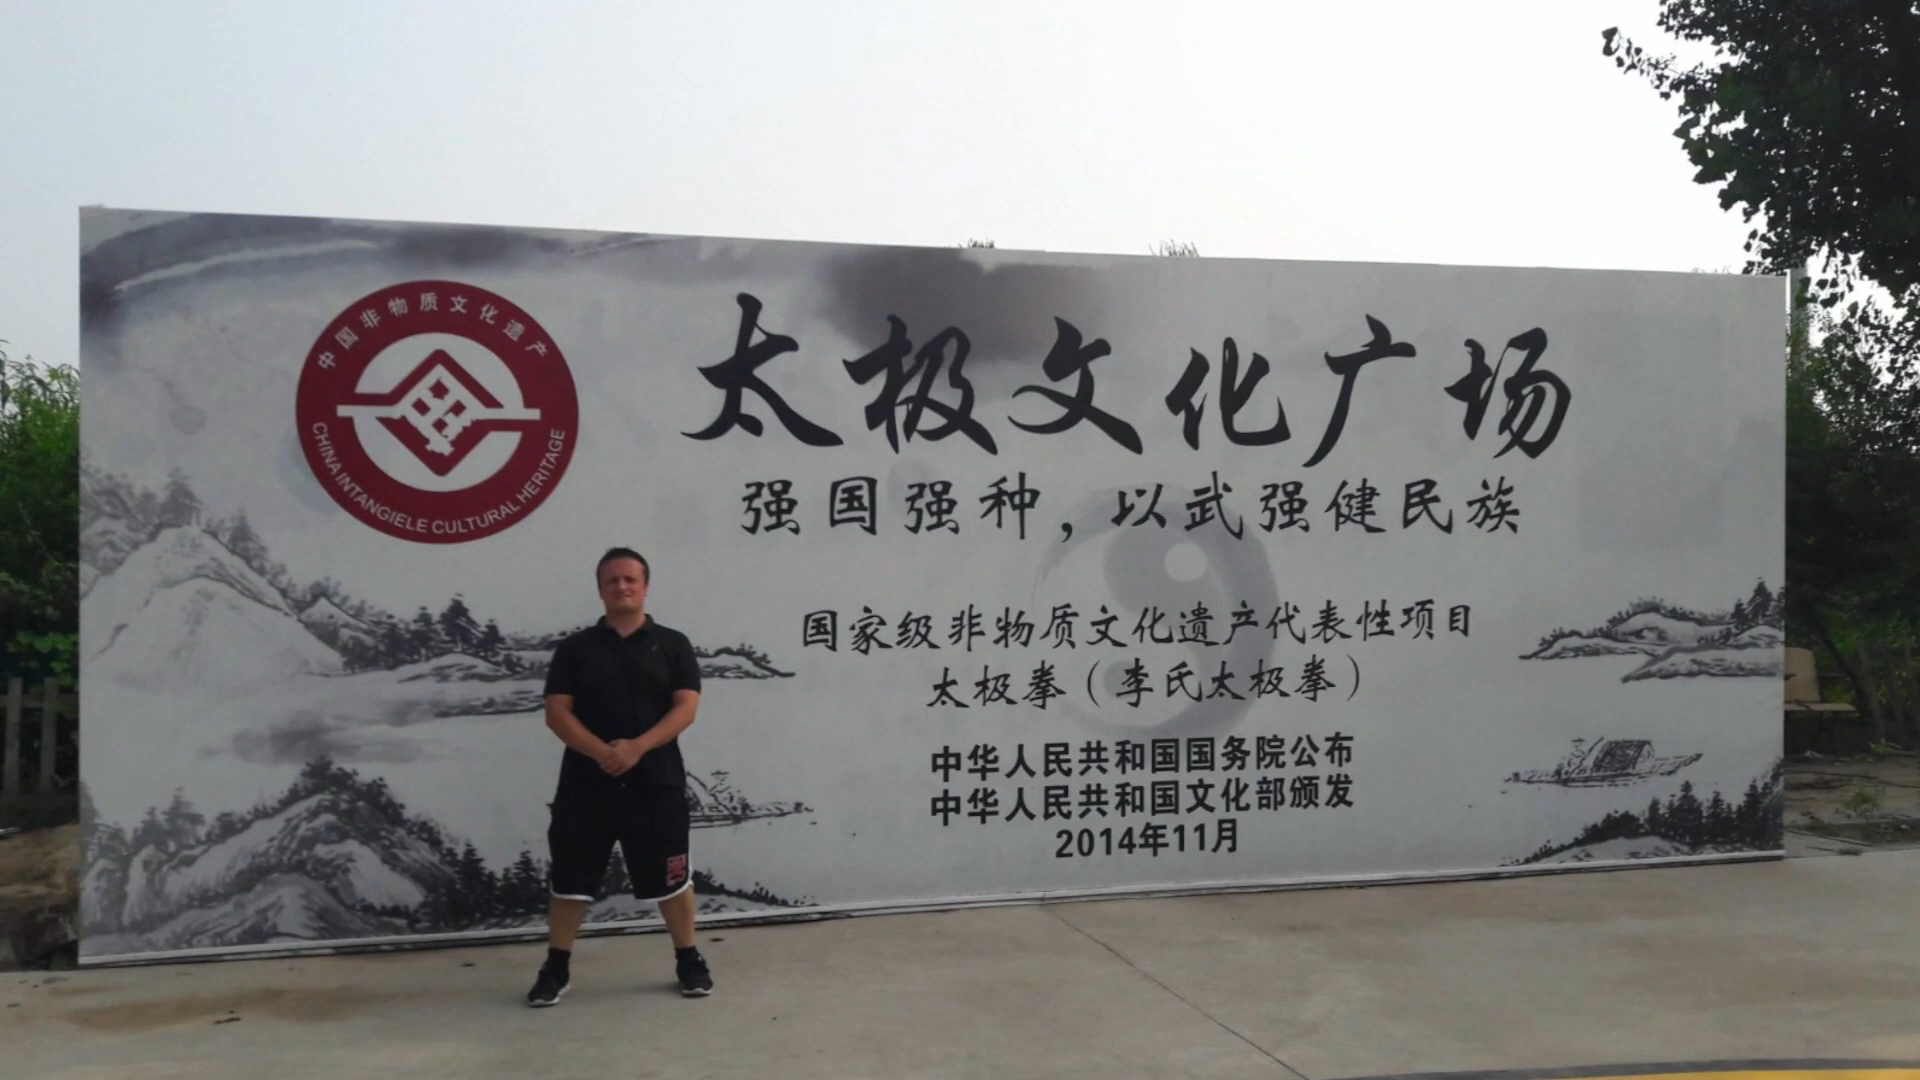 中国非物质文化遗产
CHINA INTANGIELE CULTURAL HERITAGE
太极文化广场
强国强种，以武强健民族
国家级非物质文化遗产代表性项目
太极拳（李氏太极拳）
中华人民共和国国务院公布
中华人民共和国文化部颁发
2014年11月